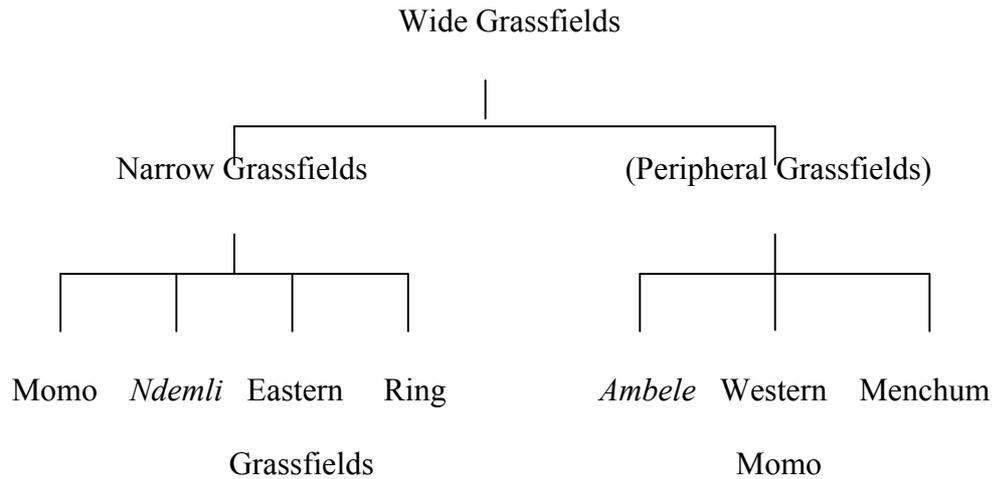 Wide Grassfields
Narrow Grassfields (Peripheral Grassfields)
Momo Ndemli Eastern Ring Ambele Western Menchum
Grassfields Momo